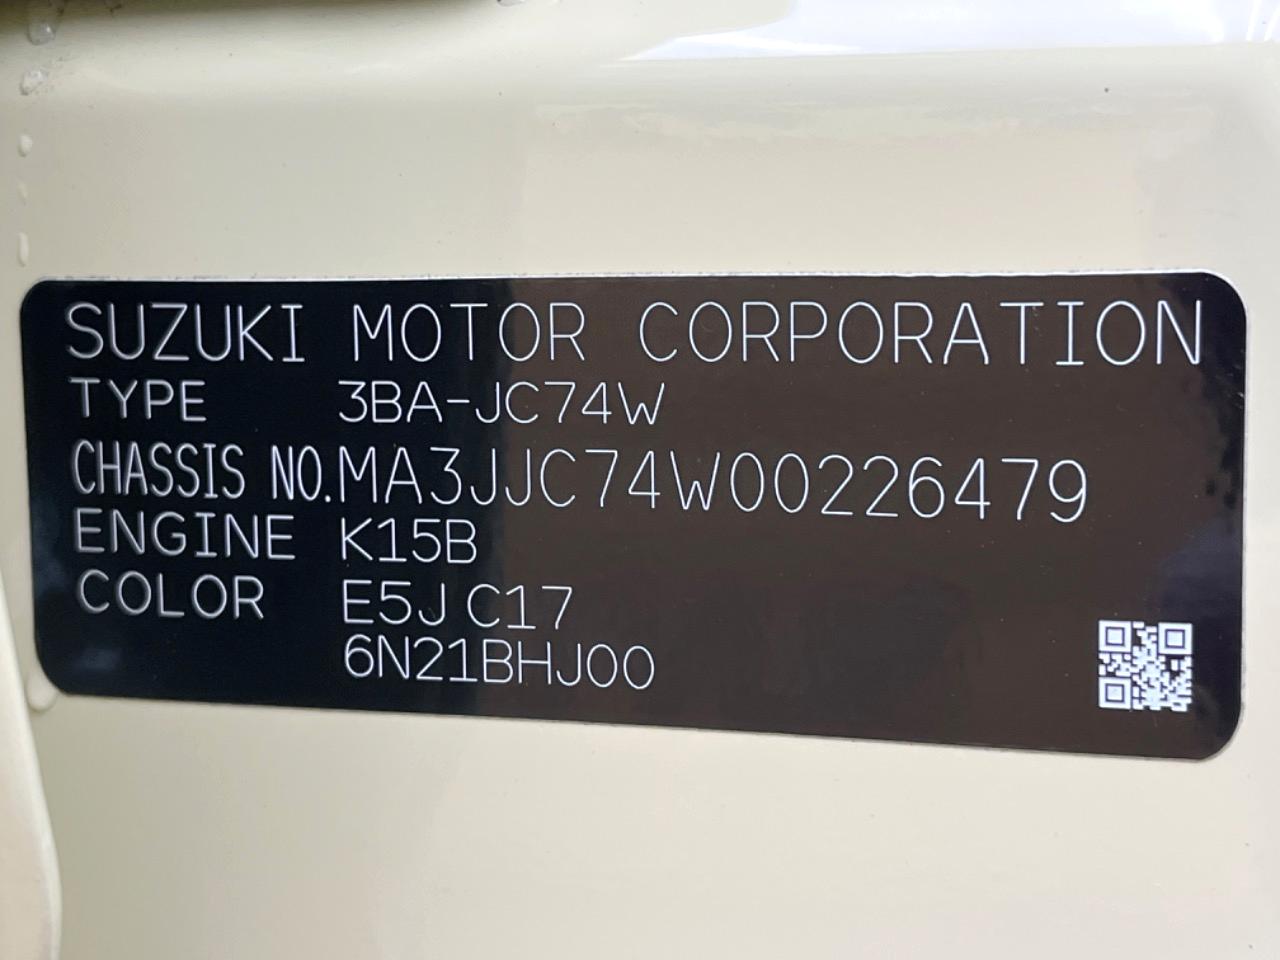 SUZUKI MOTOR CORPORATION
TYPE 3BA-JC74W
CHASSIS NO.MA3JJC74W00226479
ENGINE K15B
COLOR E5J C17
6N21BHJ00